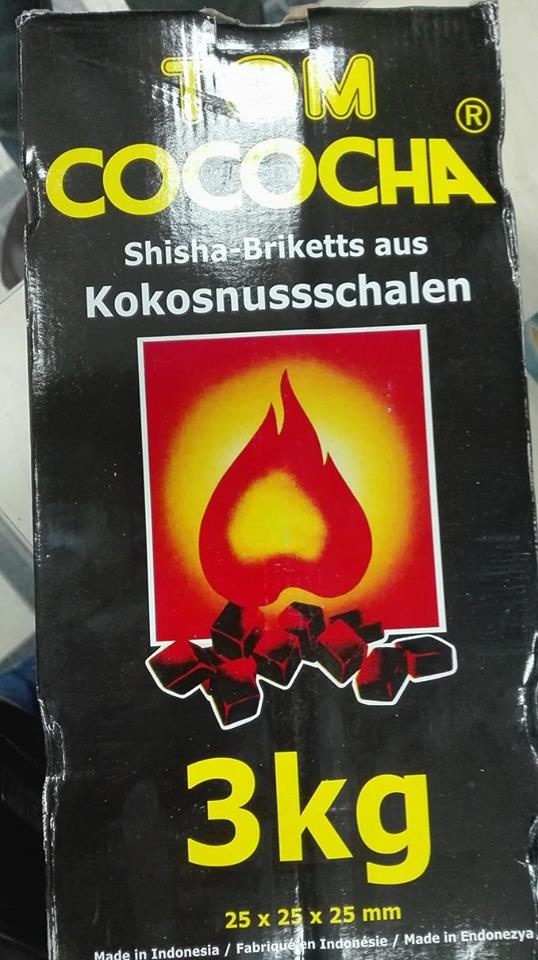 TOM
COCOCHA ®
Shisha-Briketts aus
Kokosnussschalen
3kg
25 x 25 x 25 mm
Made in Indonesia / Fabriqué en Indonésie / Made in Endonezya